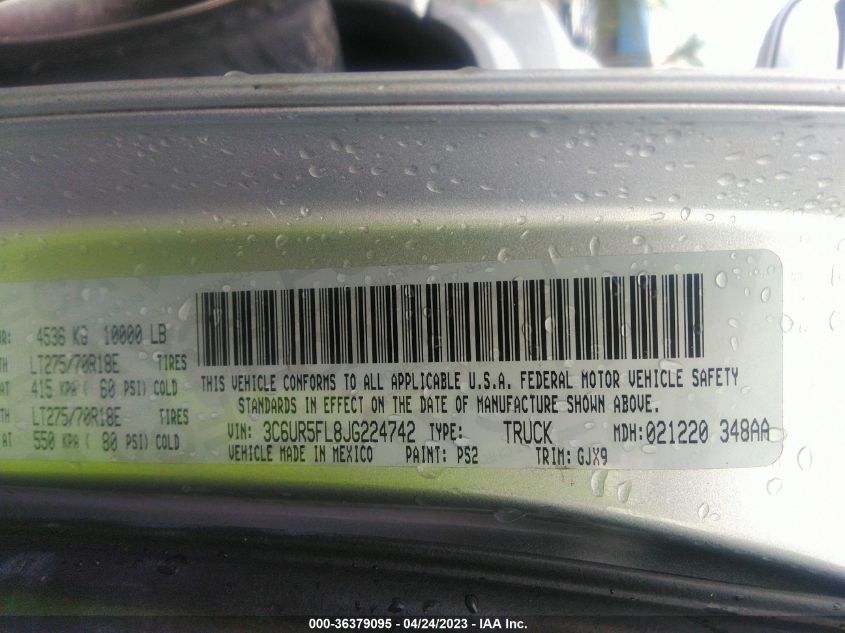 4536 KG 10000 LB
LT275/70R18E TIRES
AT 415 KPA ( 60 PSI) COLD
LT275/70R18E TIRES
AT 550 KPA ( 80 PSI) COLD
THIS VEHICLE CONFORMS TO ALL APPLICABLE U.S.A. FEDERAL MOTOR VEHICLE SAFETY
STANDARDS IN EFFECT ON THE DATE OF MANUFACTURE SHOWN ABOVE.
VIN: 3C6UR5FL8JG224742 TYPE: TRUCK MDH:021220 348AA
VEHICLE MADE IN MEXICO PAINT: PS2 TRIM: GJX9
000-36379095 - 04/24/2023 - IAA Inc.